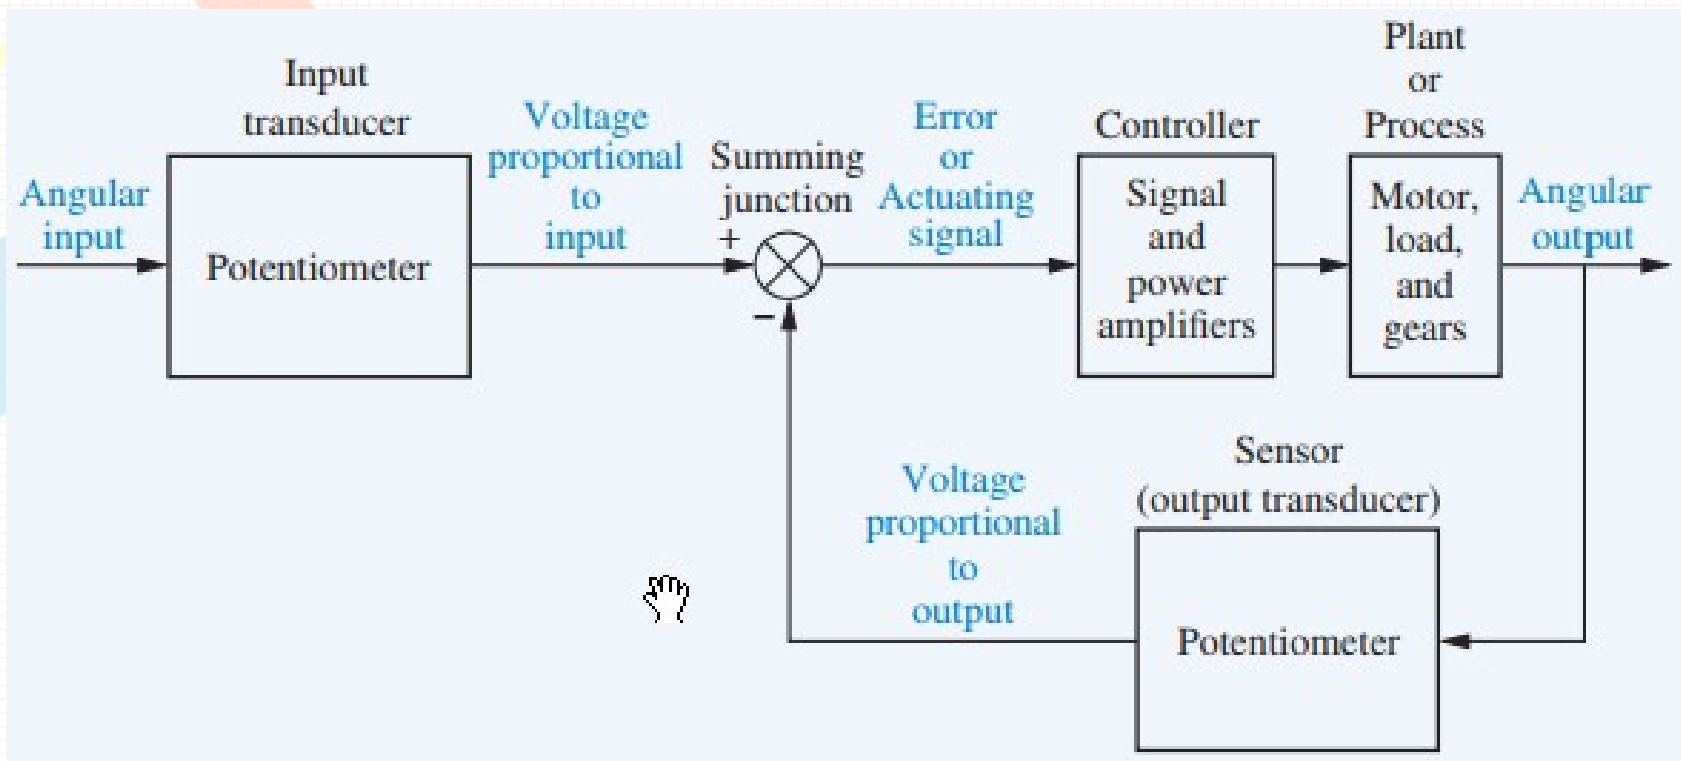 Input
transducer
Angular
input
Potentiometer
Voltage
proportional
to
input
Summing
junction
+
−
Error
or
Actuating
signal
Controller
Signal
and
power
amplifiers
Plant
or
Process
Motor,
load,
and
gears
Angular
output
Sensor
(output transducer)
Potentiometer
Voltage
proportional
to
output